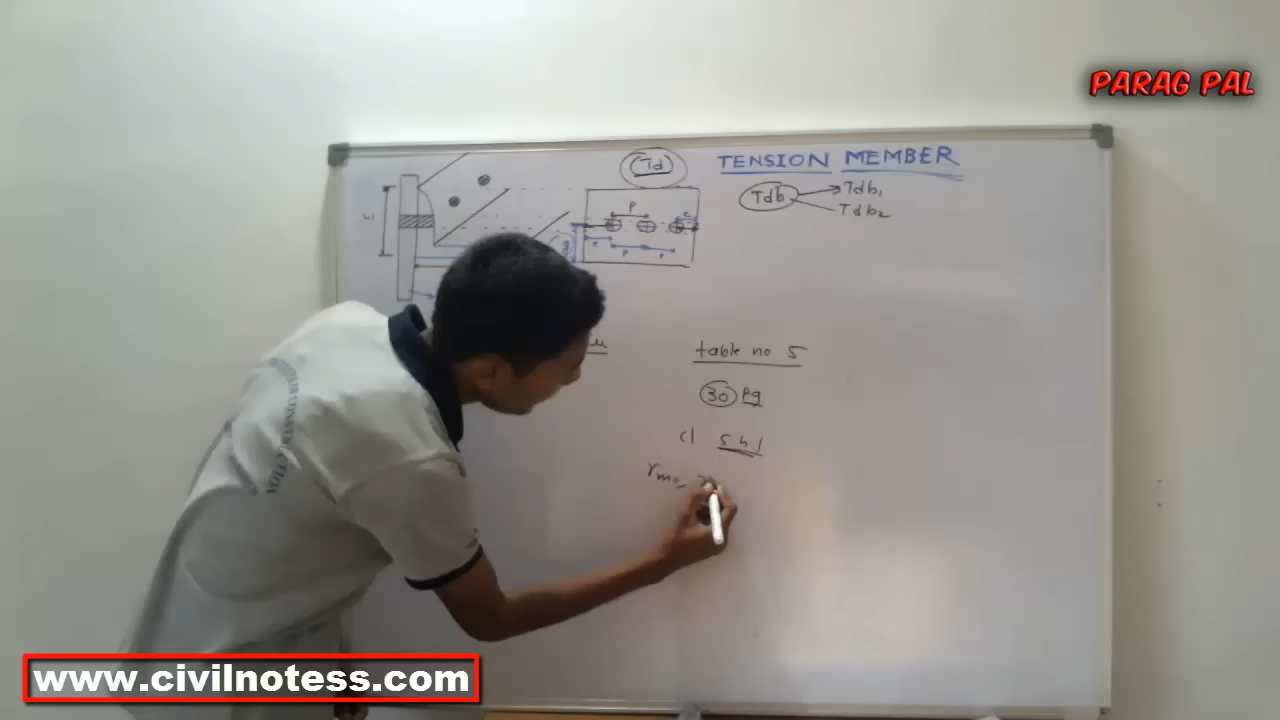 PARAG PAL
TENSION MEMBER
Td
Tdb
Tdb1
Tdb2
P
e
e
P
P
table no 5
30 pg
cl 5.4.1
γmo,
www.civilnotess.com